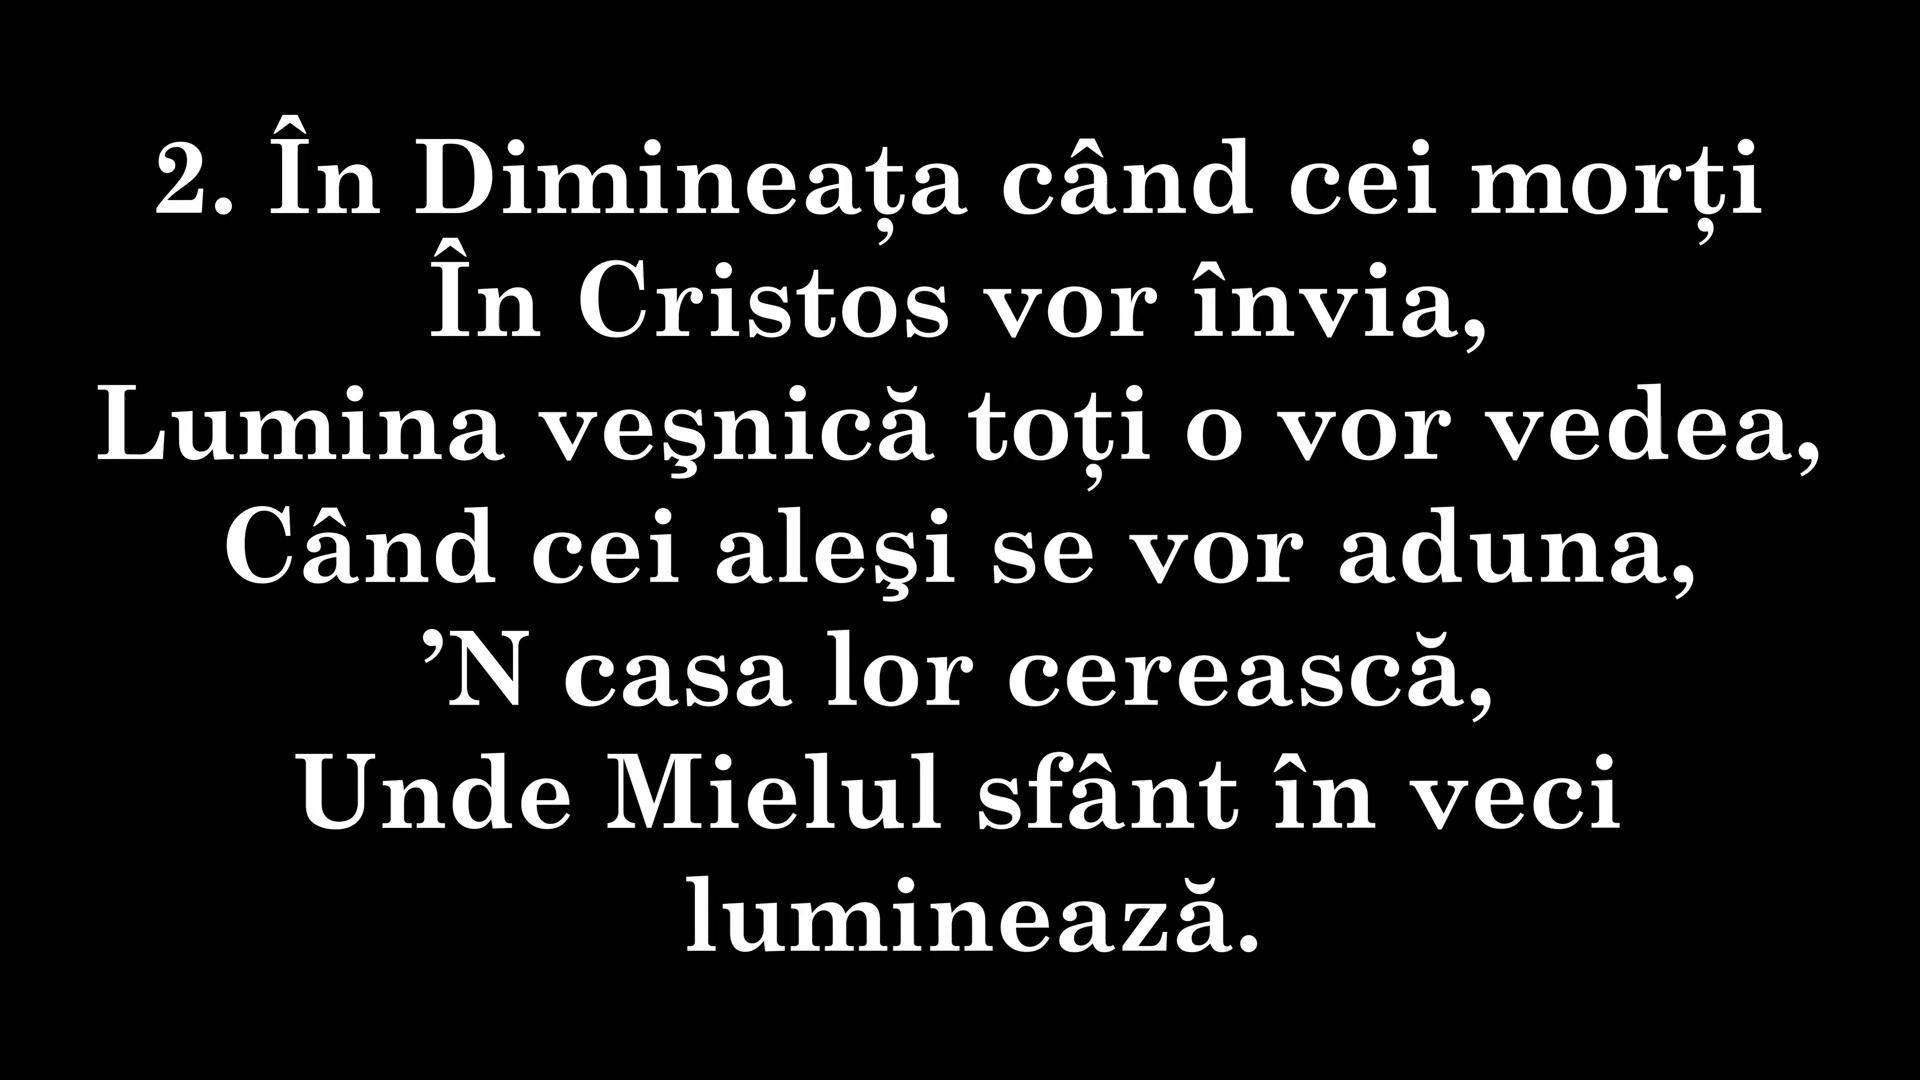 2. În Dimineața când cei morți
În Cristos vor învia,
Lumina veşnică toți o vor vedea,
Când cei aleşi se vor aduna,
’N casa lor cerească,
Unde Mielul sfânt în veci
luminează.